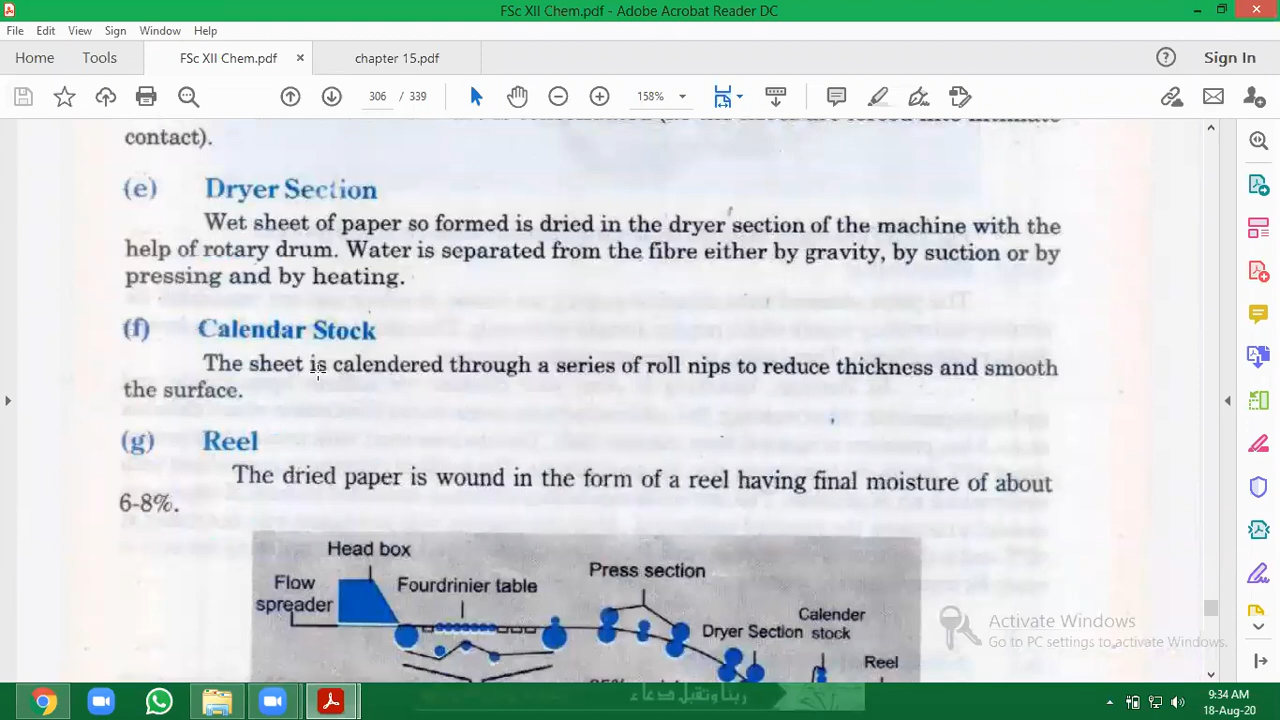 FSc XII Chem.pdf - Adobe Acrobat Reader DC
File Edit View Sign Window Help
Home Tools FSc XII Chem.pdf × chapter 15.pdf Sign In
306 / 339 158%
contact).
(e) Dryer Section
Wet sheet of paper so formed is dried in the dryer section of the machine with the
help of rotary drum. Water is separated from the fibre either by gravity, by suction or by
pressing and by heating.
(f) Calendar Stock
The sheet is calendered through a series of roll nips to reduce thickness and smooth
the surface.
(g) Reel
The dried paper is wound in the form of a reel having final moisture of about
6-8%.
Head box
Flow
spreader
Fourdrinier table
Press section
Dryer Section
Calender
stock
Reel
Activate Windows
Go to PC settings to activate Windows.
ربنا وتقبل دعاء
9:34 AM
18-Aug-20